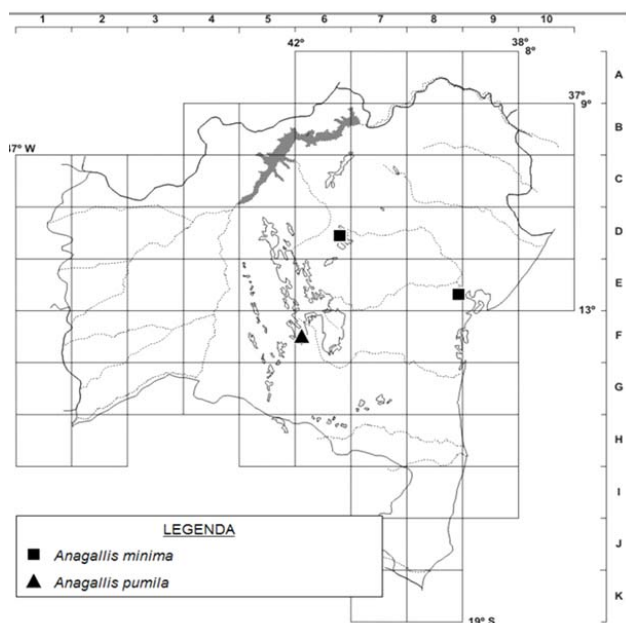 1 2 3 4 5 6 7 8 9 10
42° 38°
8°
A
37°
9°
B
37° W
C
D
E
13°
F
G
H
I
J
K
19° S
LEGENDA
Anagallis minima
Anagallis pumila